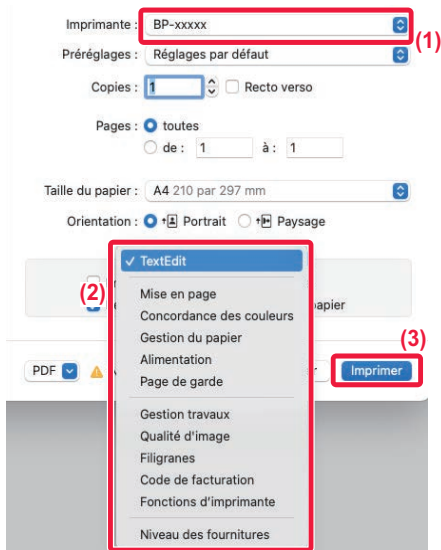 Imprimante : BP-xxxxx
(1)
Préréglages : Réglages par défaut
Copies : 1 Recto verso
Pages : toutes
de : 1 à : 1
Taille du papier : A4 210 par 297 mm
Orientation : Portrait Paysage
(2)
✓ TextEdit
Mise en page
Concordance des couleurs
Gestion du papier
Alimentation
Page de garde
Gestion travaux
Qualité d'image
Filigranes
Code de facturation
Fonctions d'imprimante
Niveau des fournitures
apier
(3)
PDF
Imprimer